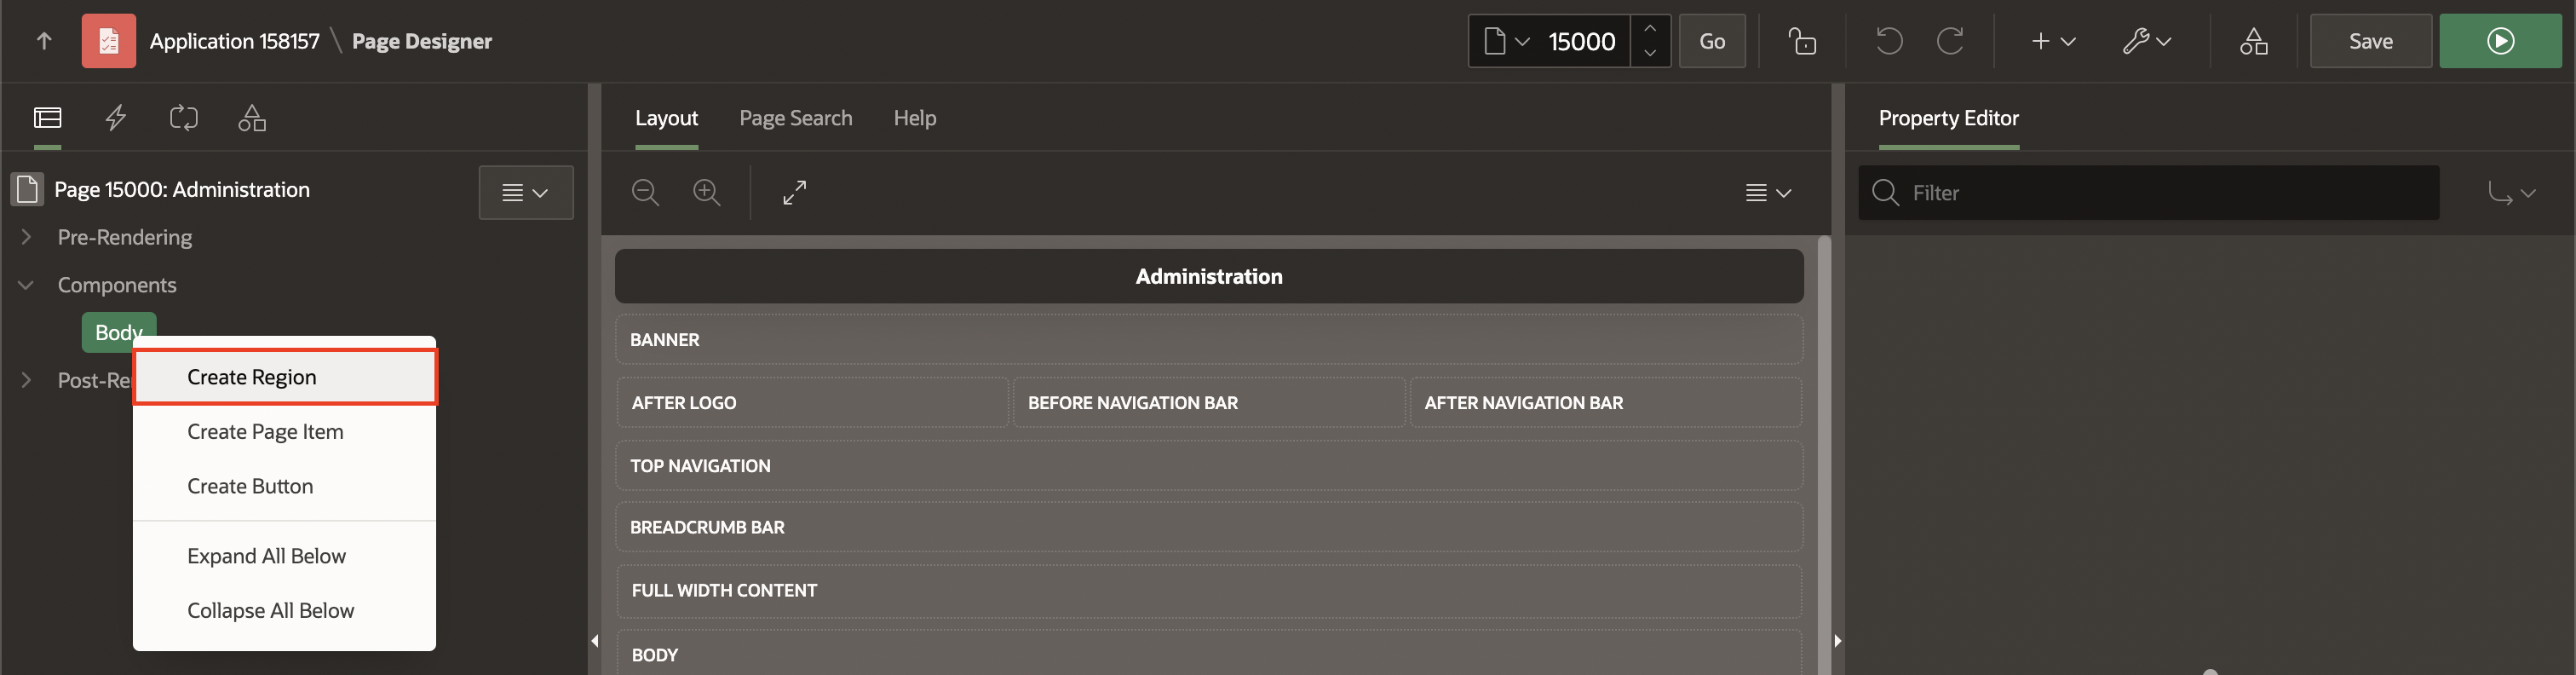 Application 158157 \ Page Designer
15000
Go
Save
Layout
Page Search
Help
Property Editor
Page 15000: Administration
Filter
Pre-Rendering
Components
Body
Post-Re
Create Region
Create Page Item
Create Button
Expand All Below
Collapse All Below
Administration
BANNER
AFTER LOGO
BEFORE NAVIGATION BAR
AFTER NAVIGATION BAR
TOP NAVIGATION
BREADCRUMB BAR
FULL WIDTH CONTENT
BODY